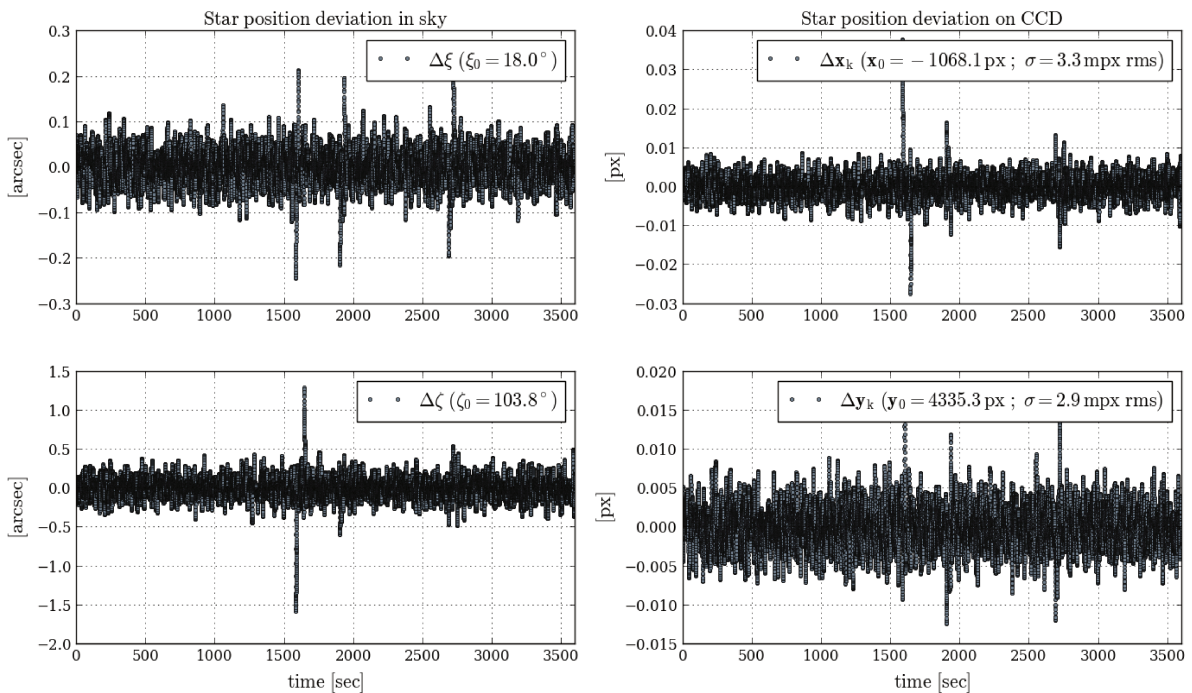 Star position deviation in sky
Star position deviation on CCD
0.3
0.2
0.1
0.0
−0.1
−0.2
−0.3
[arcsec]
Δξ (ξ₀ = 18.0°)
0 500 1000 1500 2000 2500 3000 3500
0.04
0.03
0.02
0.01
0.00
−0.01
−0.02
−0.03
[px]
Δxₖ (x₀ = −1068.1 px ; σ = 3.3 mpx rms)
0 500 1000 1500 2000 2500 3000 3500
1.5
1.0
0.5
0.0
−0.5
−1.0
−1.5
−2.0
[arcsec]
Δζ (ζ₀ = 103.8°)
0 500 1000 1500 2000 2500 3000 3500
time [sec]
0.020
0.015
0.010
0.005
0.000
−0.005
−0.010
−0.015
[px]
Δyₖ (y₀ = 4335.3 px ; σ = 2.9 mpx rms)
0 500 1000 1500 2000 2500 3000 3500
time [sec]